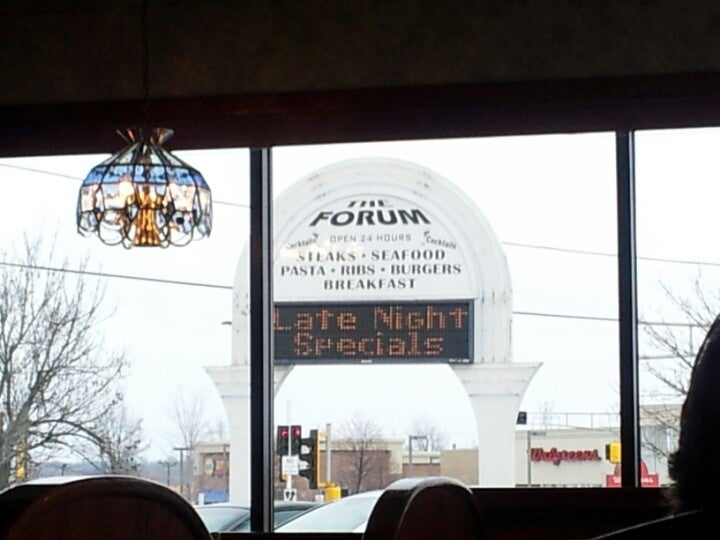 THE
FORUM
OPEN 24 HOURS
Cocktails Cocktails
STEAKS • SEAFOOD
PASTA • RIBS • BURGERS
BREAKFAST
Late Night
Specials
Walgreens